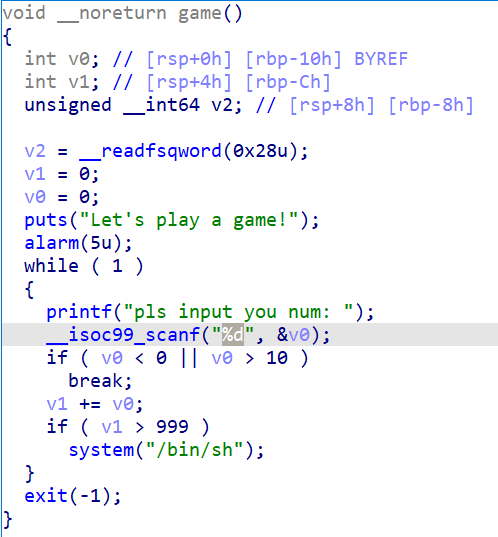 void __noreturn game()
{
  int v0; // [rsp+0h] [rbp-10h] BYREF
  int v1; // [rsp+4h] [rbp-Ch]
  unsigned __int64 v2; // [rsp+8h] [rbp-8h]

  v2 = __readfsqword(0x28u);
  v1 = 0;
  v0 = 0;
  puts("Let's play a game!");
  alarm(5u);
  while ( 1 )
  {
    printf("pls input you num: ");
    __isoc99_scanf("%d", &v0);
    if ( v0 < 0 || v0 > 10 )
      break;
    v1 += v0;
    if ( v1 > 999 )
      system("/bin/sh");
  }
  exit(-1);
}